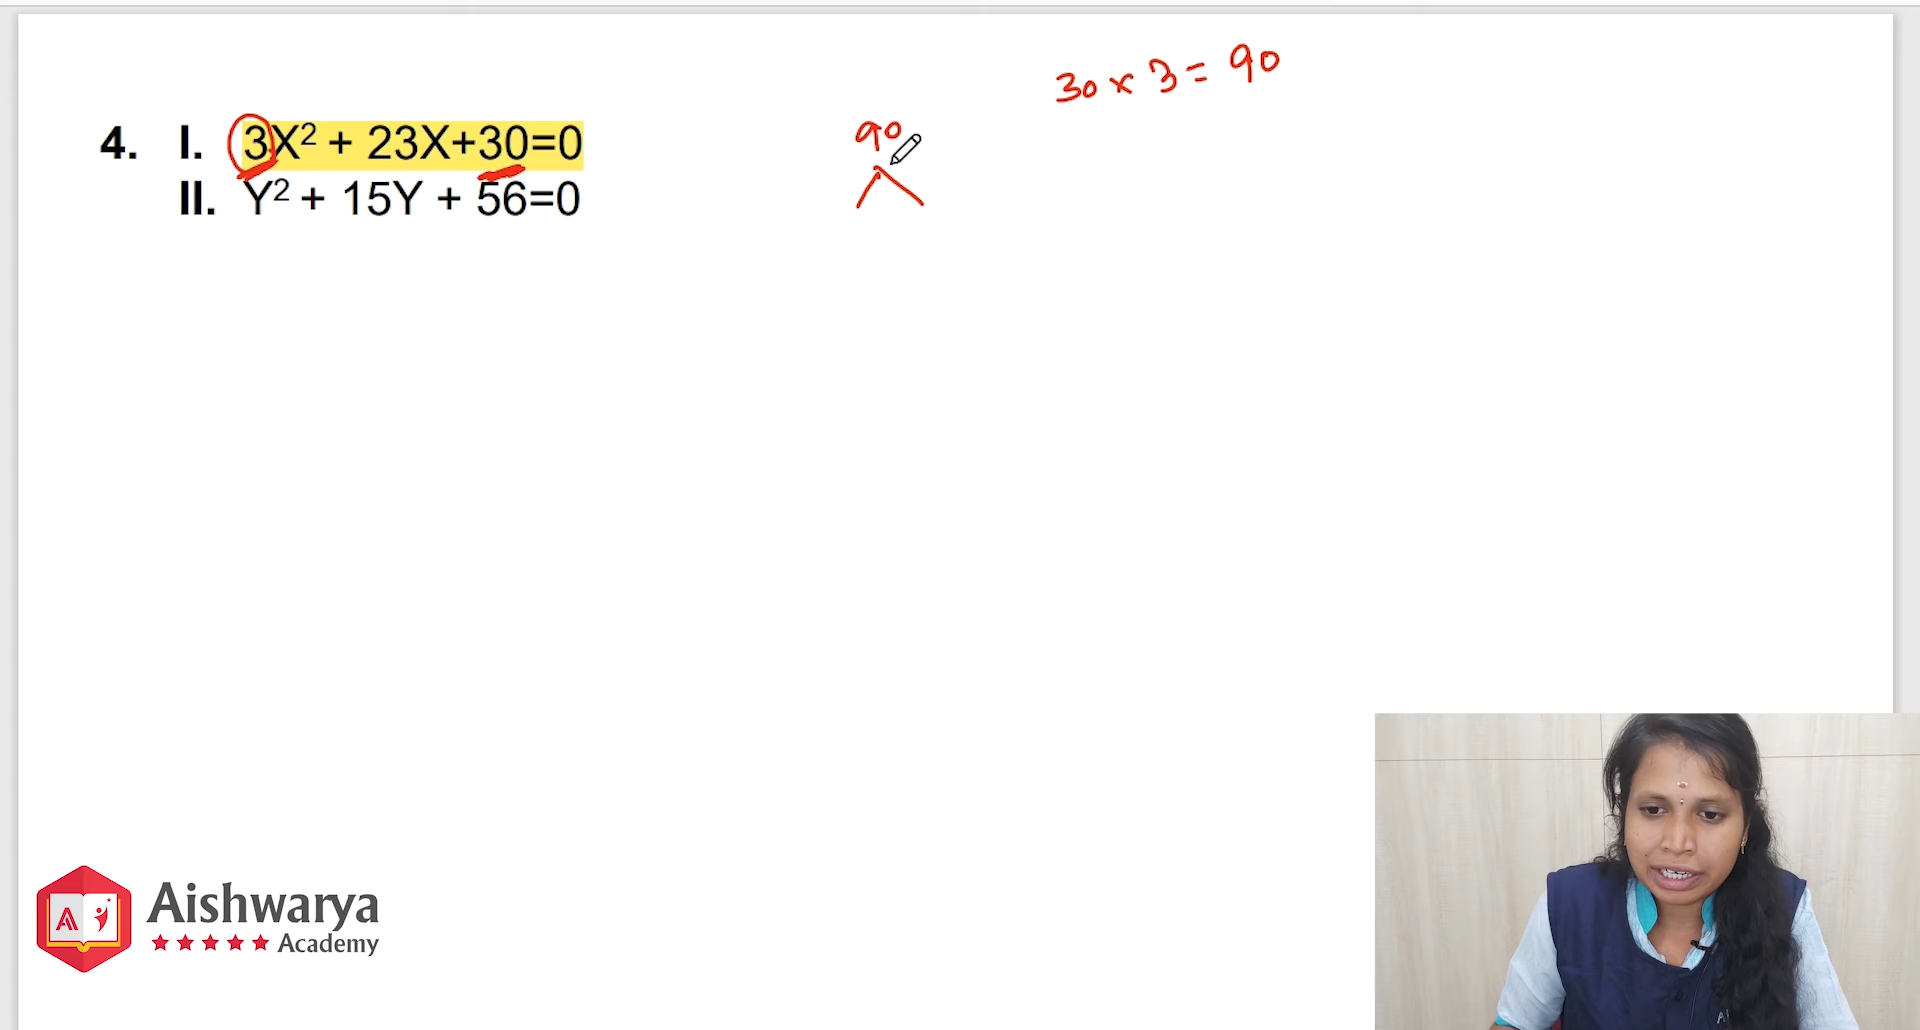 30 x 3 = 90
90
4. I. 3X² + 23X+30=0
II. Y² + 15Y + 56=0
Aishwarya
Academy